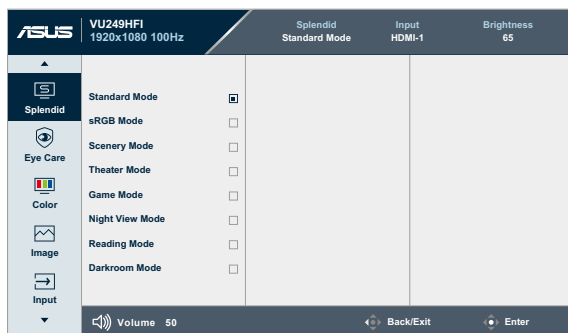 ASUS
VU249HFI
1920x1080 100Hz
Splendid
Standard Mode
Input
HDMI-1
Brightness
65
Splendid
Eye Care
Color
Image
Input
Standard Mode
sRGB Mode
Scenery Mode
Theater Mode
Game Mode
Night View Mode
Reading Mode
Darkroom Mode
Volume 50
Back/Exit
Enter